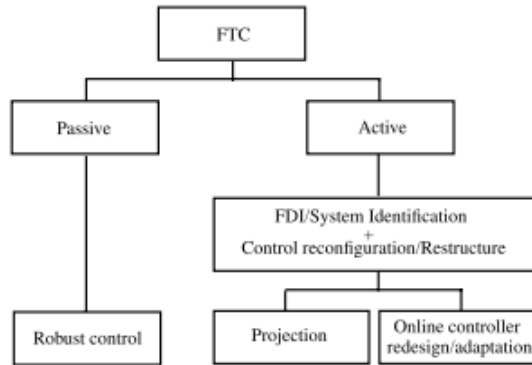 FTC
Passive
Active
FDI/System Identification
+
Control reconfiguration/Restructure
Robust control
Projection
Online controller
redesign/adaptation